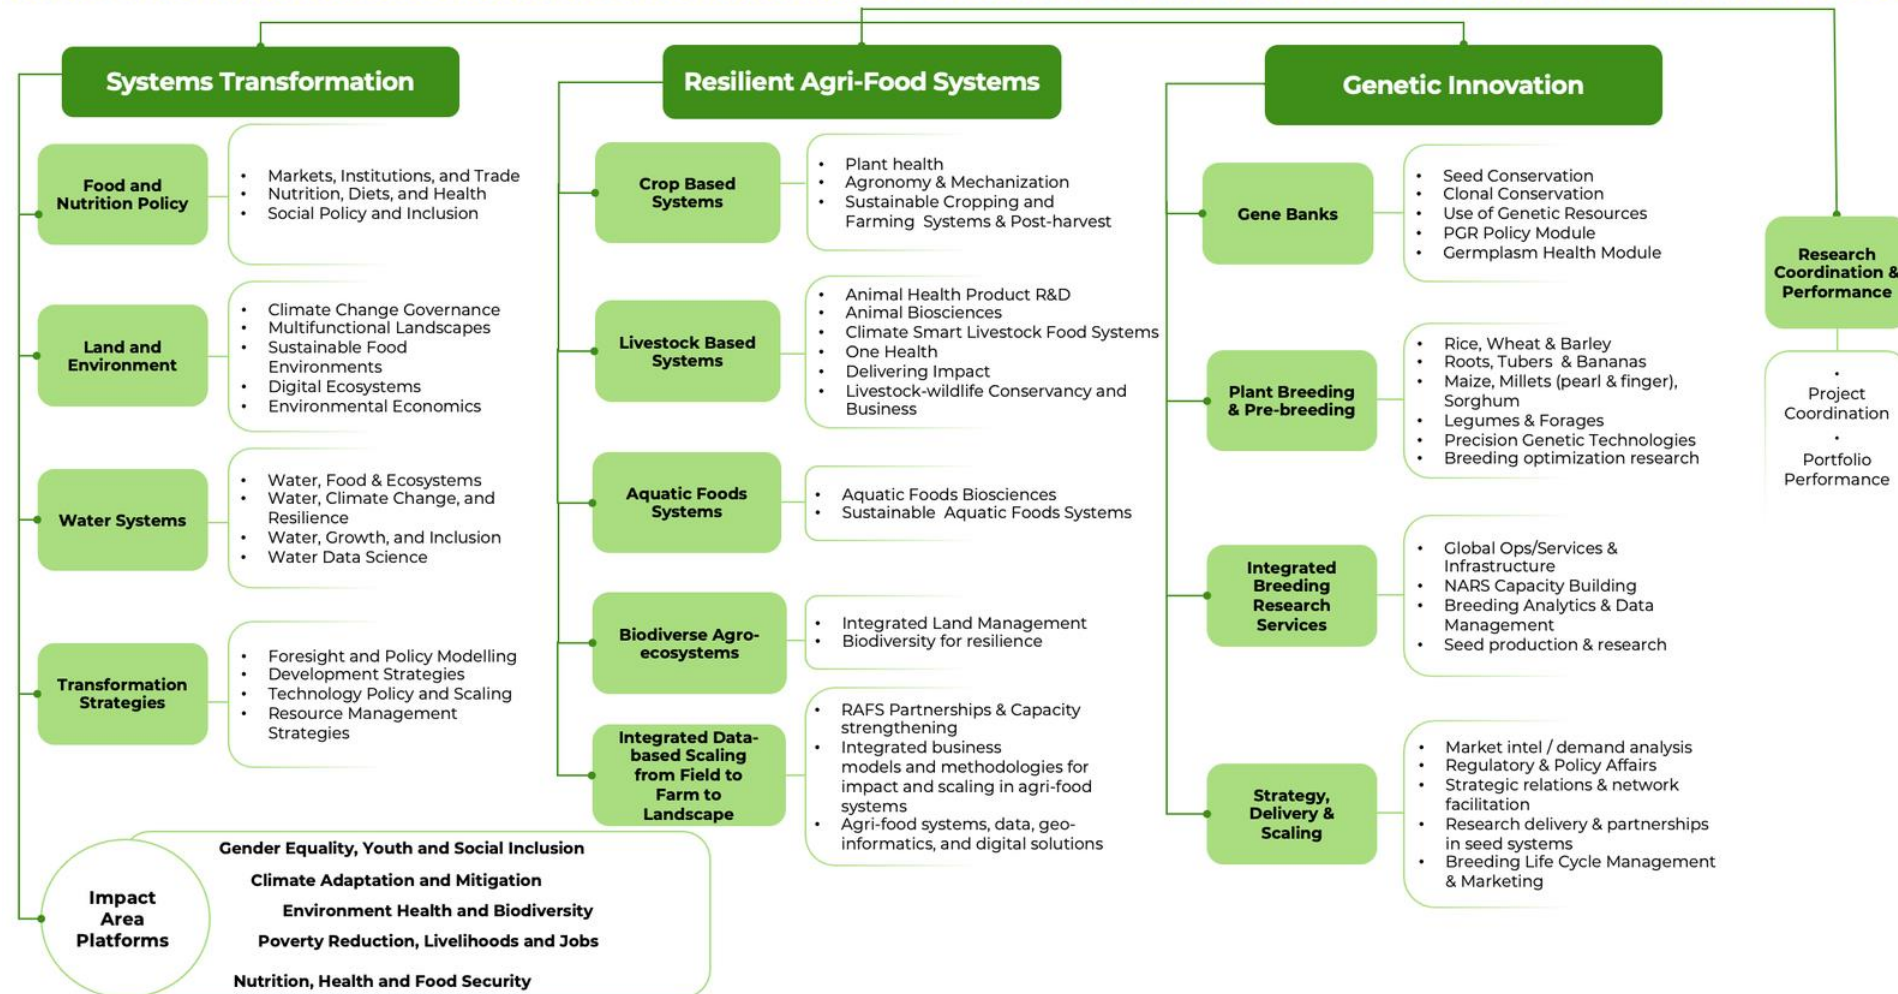 Systems Transformation
Food and
Nutrition Policy
• Markets, Institutions, and Trade
• Nutrition, Diets, and Health
• Social Policy and Inclusion
Land and
Environment
• Climate Change Governance
• Multifunctional Landscapes
• Sustainable Food
Environments
• Digital Ecosystems
• Environmental Economics
Water Systems
• Water, Food & Ecosystems
• Water, Climate Change, and
Resilience
• Water, Growth, and Inclusion
• Water Data Science
Transformation
Strategies
• Foresight and Policy Modelling
• Development Strategies
• Technology Policy and Scaling
• Resource Management
Strategies
Impact
Area
Platforms
Gender Equality, Youth and Social Inclusion
Climate Adaptation and Mitigation
Environment Health and Biodiversity
Poverty Reduction, Livelihoods and Jobs
Nutrition, Health and Food Security
Resilient Agri-Food Systems
Crop Based
Systems
• Plant health
• Agronomy & Mechanization
• Sustainable Cropping and
Farming Systems & Post-harvest
Livestock Based
Systems
• Animal Health Product R&D
• Animal Biosciences
• Climate Smart Livestock Food Systems
• One Health
• Delivering Impact
• Livestock-wildlife Conservancy and
Business
Aquatic Foods
Systems
• Aquatic Foods Biosciences
• Sustainable Aquatic Foods Systems
Biodiverse Agro-
ecosystems
• Integrated Land Management
• Biodiversity for resilience
Integrated Data-
based Scaling
from Field to
Farm to
Landscape
• RAFS Partnerships & Capacity
strengthening
• Integrated business
models and methodologies for
impact and scaling in agri-food
systems
• Agri-food systems, data, geo-
informatics, and digital solutions
Genetic Innovation
Gene Banks
• Seed Conservation
• Clonal Conservation
• Use of Genetic Resources
• PGR Policy Module
• Germplasm Health Module
Plant Breeding
& Pre-breeding
• Rice, Wheat & Barley
• Roots, Tubers & Bananas
• Maize, Millets (pearl & finger),
Sorghum
• Legumes & Forages
• Precision Genetic Technologies
• Breeding optimization research
Integrated
Breeding
Research
Services
• Global Ops/Services &
Infrastructure
• NARS Capacity Building
• Breeding Analytics & Data
Management
• Seed production & research
Strategy,
Delivery &
Scaling
• Market intel / demand analysis
• Regulatory & Policy Affairs
• Strategic relations & network
facilitation
• Research delivery & partnerships
in seed systems
• Breeding Life Cycle Management
& Marketing
Research
Coordination &
Performance
•
Project
Coordination
•
Portfolio
Performance